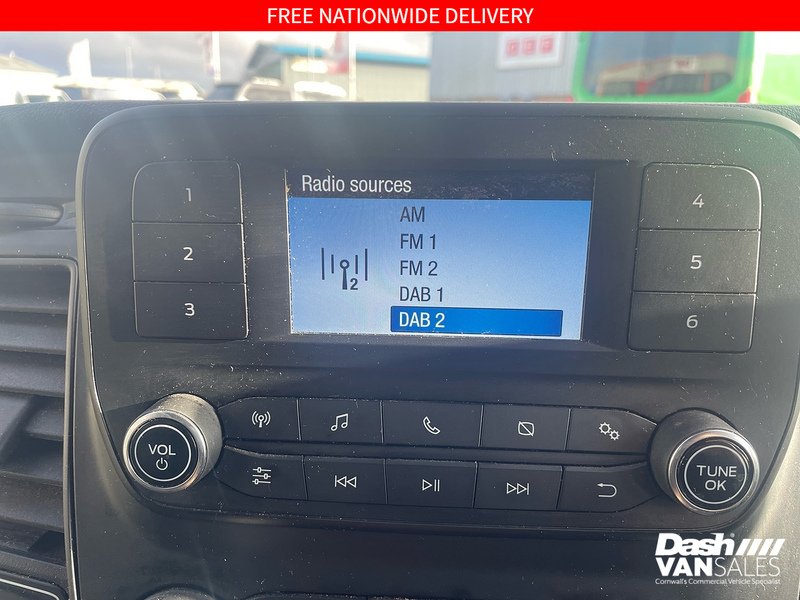 FREE NATIONWIDE DELIVERY
Radio sources
AM
FM 1
FM 2
DAB 1
DAB 2
2
1
2
3
4
5
6
VOL
TUNE
OK
Dash
VANSALES
Cornwall's Commercial Vehicle Specialist